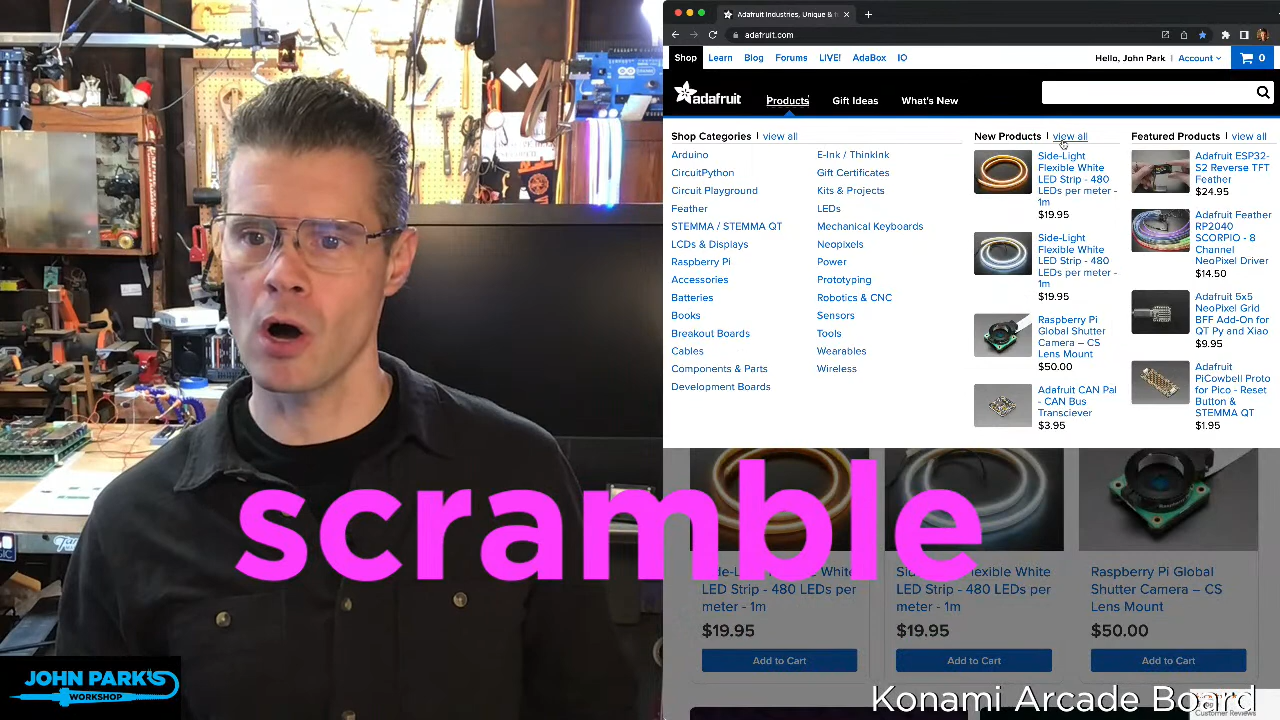 Adafruit Industries, Unique & f
adafruit.com
Shop Learn Blog Forums LIVE! AdaBox IO
Hello, John Park Account 0
adafruit Products Gift Ideas What's New
Shop Categories view all
Arduino
CircuitPython
Circuit Playground
Feather
STEMMA / STEMMA QT
LCDs & Displays
Raspberry Pi
Accessories
Batteries
Books
Breakout Boards
Cables
Components & Parts
Development Boards
E-Ink / ThinkInk
Gift Certificates
Kits & Projects
LEDs
Mechanical Keyboards
Neopixels
Power
Prototyping
Robotics & CNC
Sensors
Tools
Wearables
Wireless
New Products view all
Side-Light
Flexible White
LED Strip - 480
LEDs per meter -
1m
$19.95
Side-Light
Flexible White
LED Strip - 480
LEDs per meter -
1m
$19.95
Raspberry Pi
Global Shutter
Camera – CS
Lens Mount
$50.00
Adafruit CAN Pal
- CAN Bus
Transciever
$3.95
Featured Products view all
Adafruit ESP32-
S2 Reverse TFT
Feather
$24.95
Adafruit Feather
RP2040
SCORPIO - 8
Channel
NeoPixel Driver
$14.50
Adafruit 5x5
NeoPixel Grid
BFF Add-On for
QT Py and Xiao
$9.95
Adafruit
PiCowbell Proto
for Pico - Reset
Button &
STEMMA QT
$1.95
scramble
LED Strip - 480 LEDs per
meter - 1m
$19.95
Add to Cart
Flexible White
LED Strip - 480 LEDs per
meter - 1m
$19.95
Add to Cart
Raspberry Pi Global
Shutter Camera – CS
Lens Mount
$50.00
Add to Cart
JOHN PARK'S
WORKSHOP
Konami Arcade Board
Customer Reviews